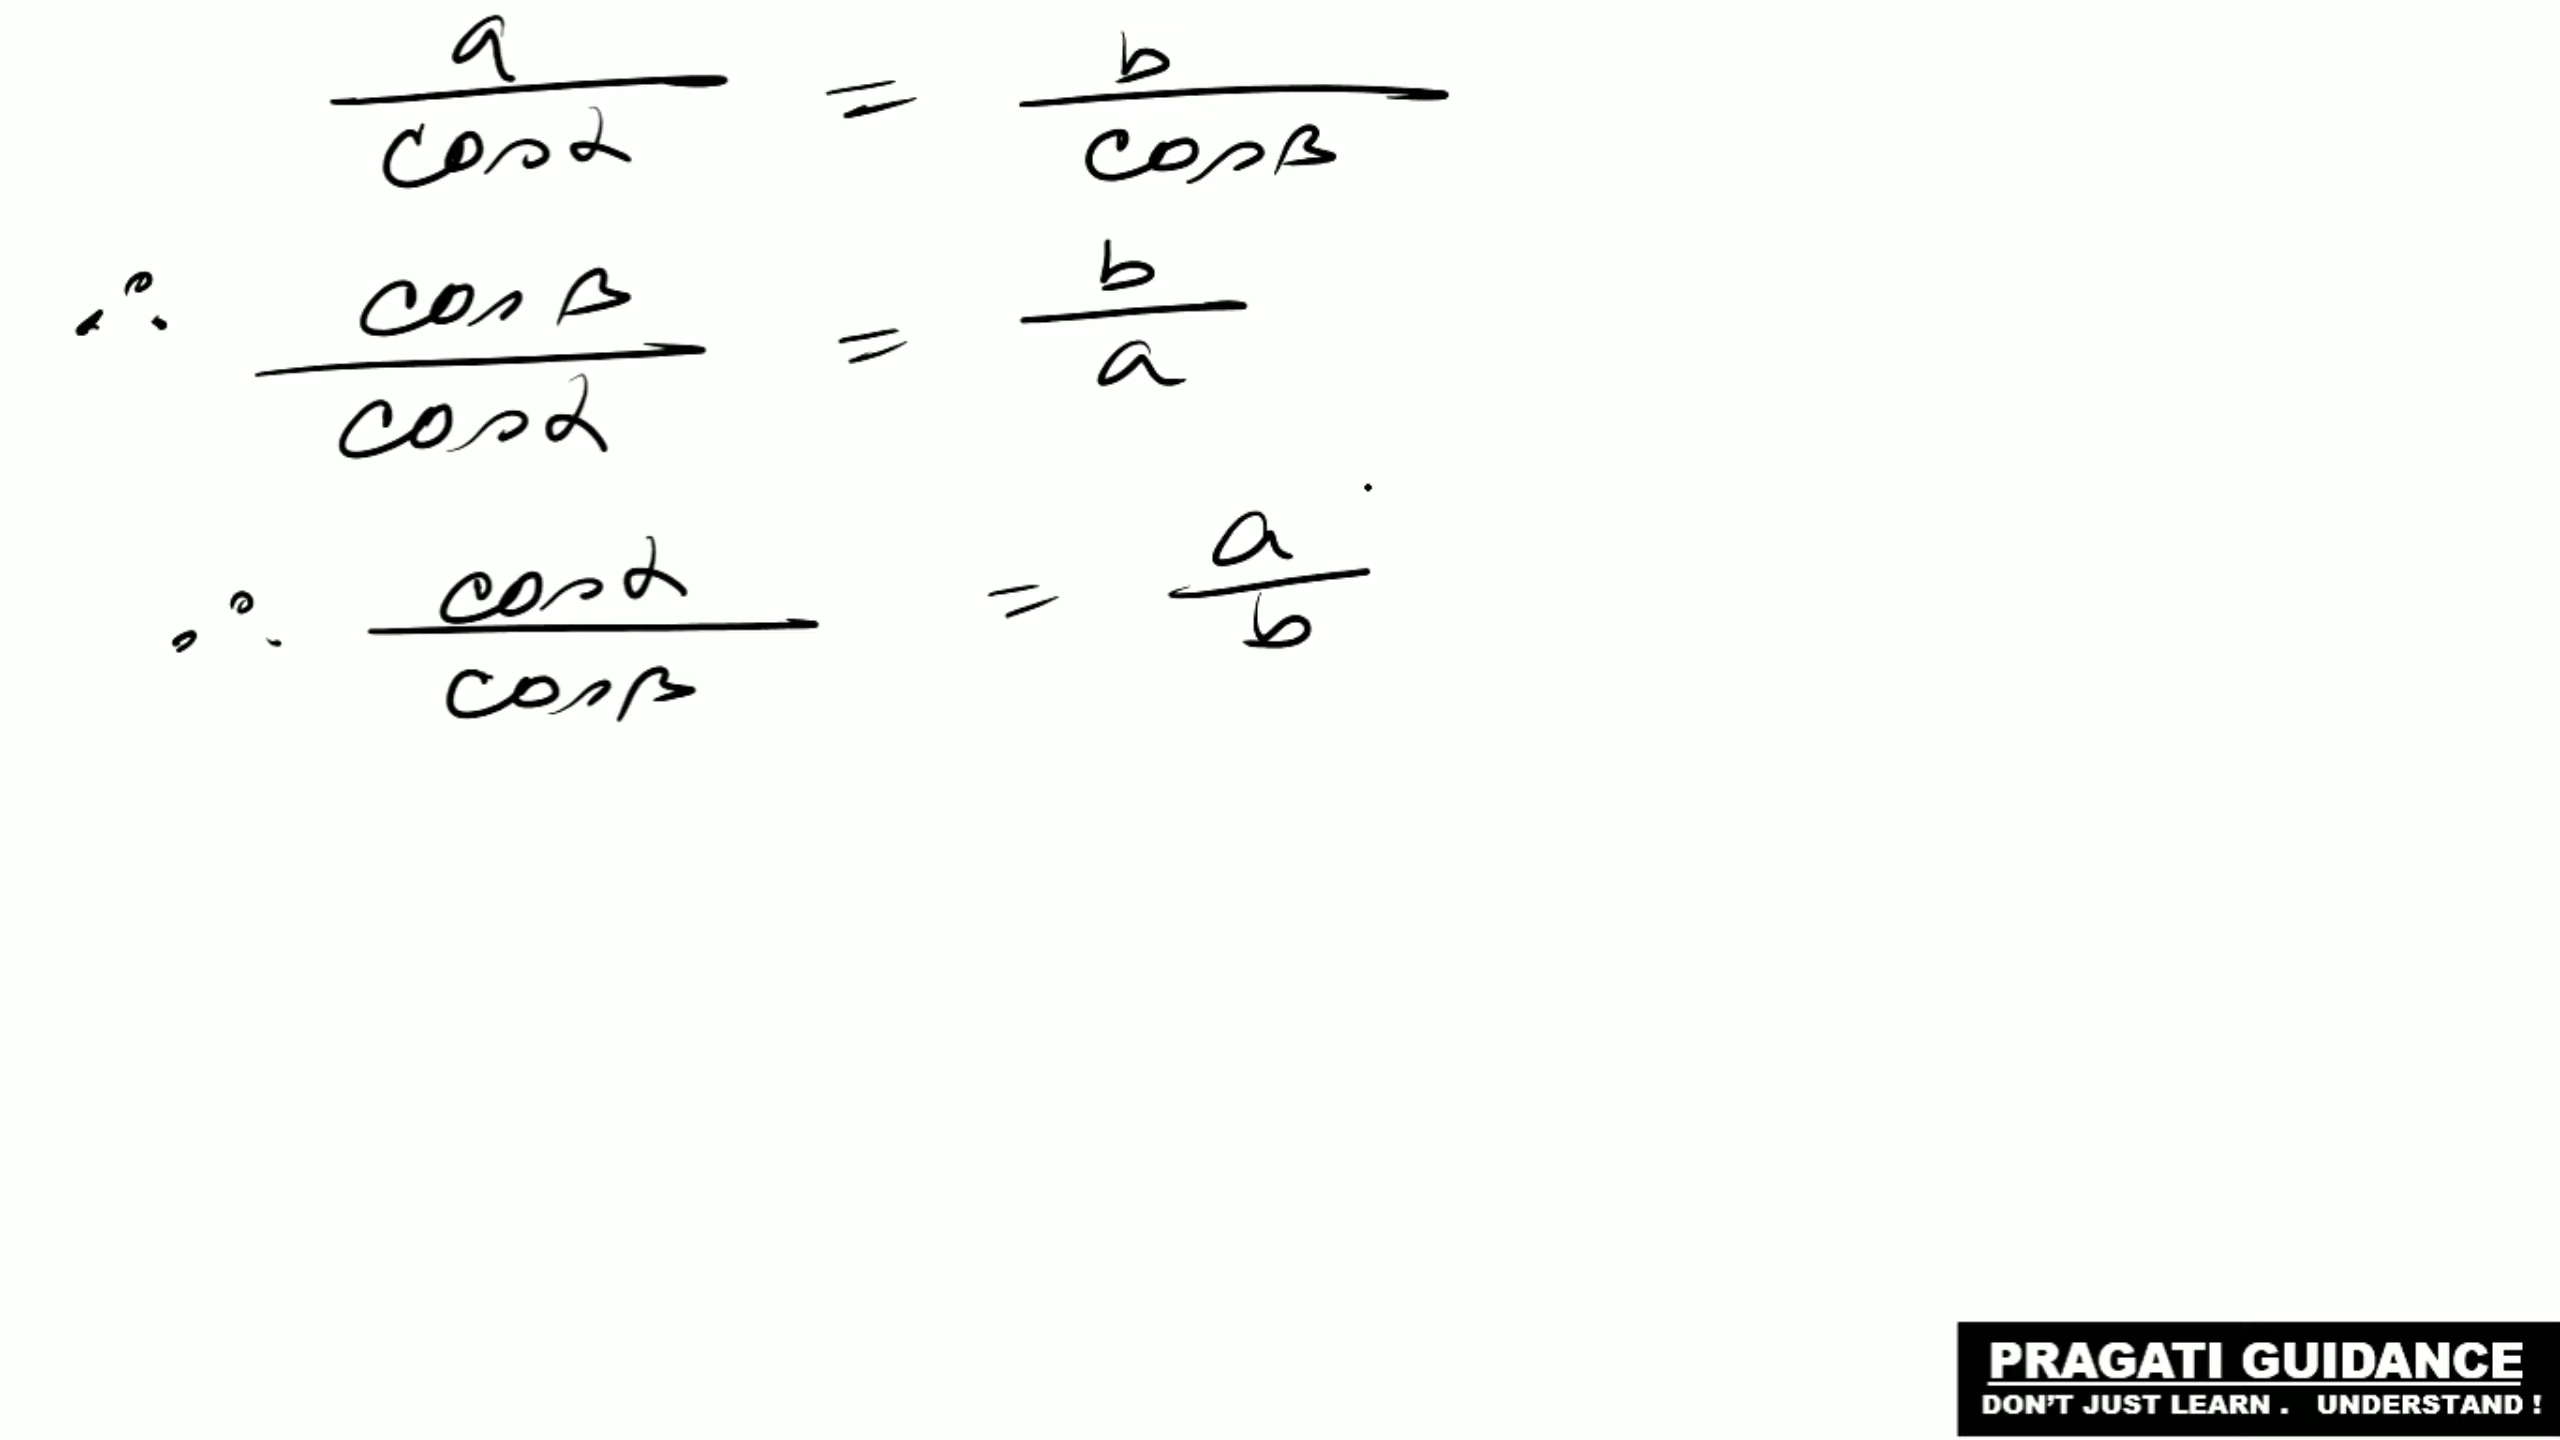 a/cosα = b/cosβ
∴ cosβ/cosα = b/a
∴ cosα/cosβ = a/b
PRAGATI GUIDANCE
DON'T JUST LEARN . UNDERSTAND !